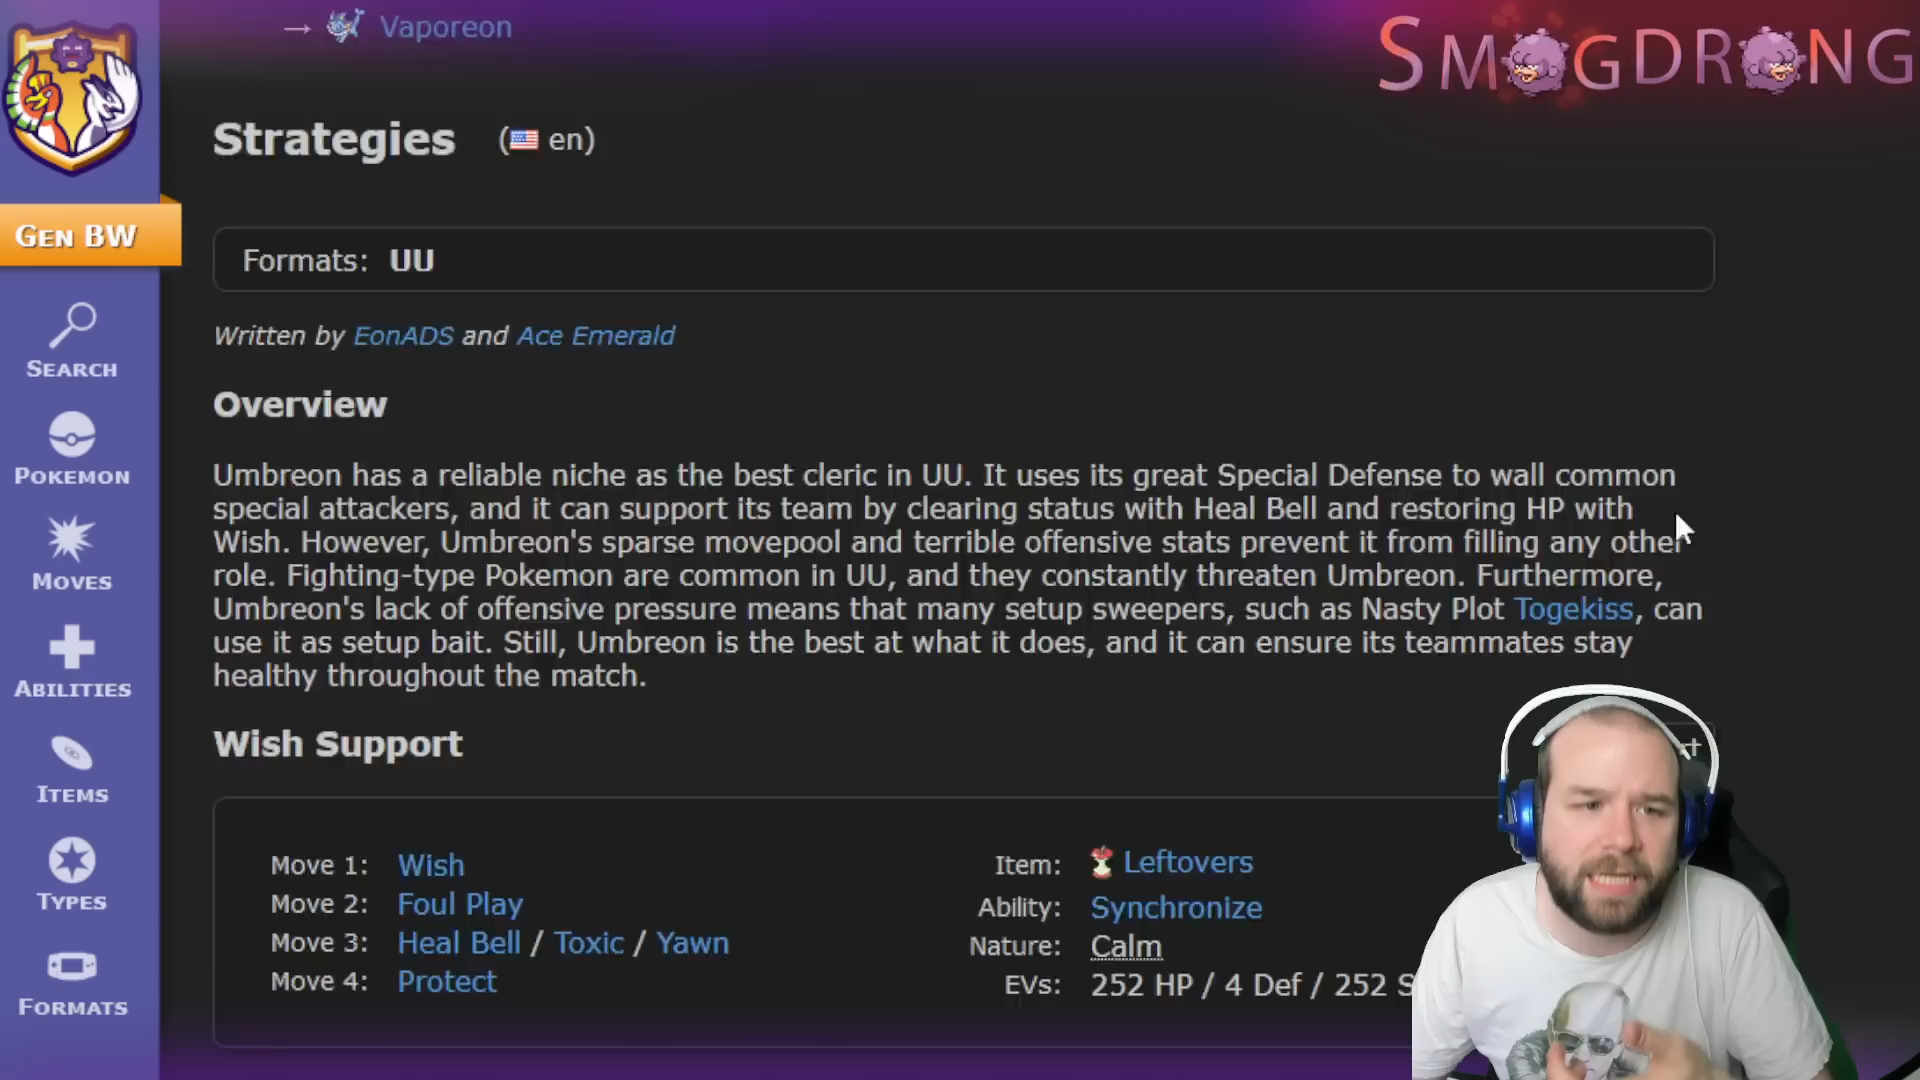 → Vaporeon
SMOGDRONG
Strategies (en)
GEN BW
Formats: UU
Written by EonADS and Ace Emerald
SEARCH
Overview
POKEMON
Umbreon has a reliable niche as the best cleric in UU. It uses its great Special Defense to wall common
special attackers, and it can support its team by clearing status with Heal Bell and restoring HP with
Wish. However, Umbreon's sparse movepool and terrible offensive stats prevent it from filling any other
role. Fighting-type Pokemon are common in UU, and they constantly threaten Umbreon. Furthermore,
Umbreon's lack of offensive pressure means that many setup sweepers, such as Nasty Plot Togekiss, can
use it as setup bait. Still, Umbreon is the best at what it does, and it can ensure its teammates stay
healthy throughout the match.
MOVES
ABILITIES
Wish Support
ITEMS
Move 1: Wish
Move 2: Foul Play
Move 3: Heal Bell / Toxic / Yawn
Move 4: Protect
Item: Leftovers
Ability: Synchronize
Nature: Calm
EVs: 252 HP / 4 Def / 252 S
TYPES
FORMATS